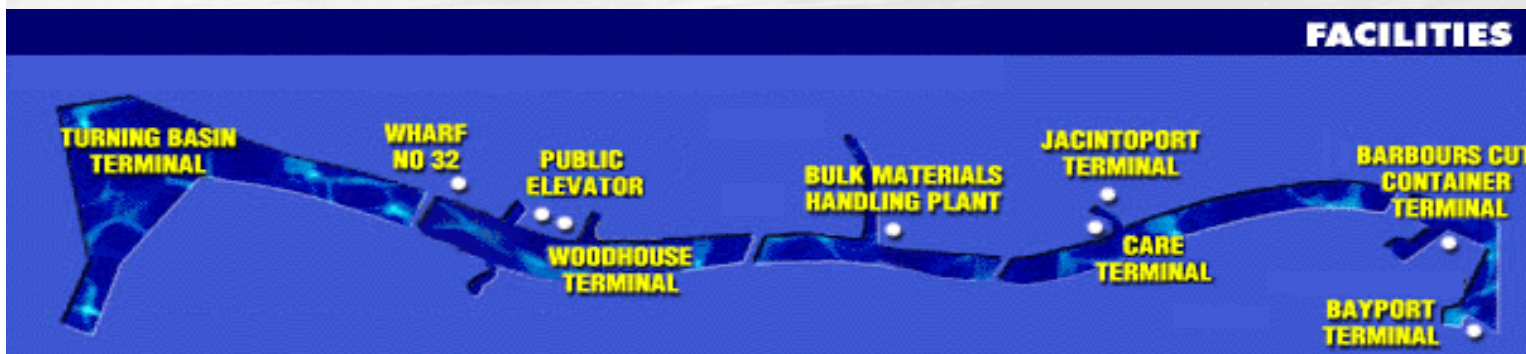 FACILITIES
TURNING BASIN
TERMINAL
WHARF
NO 32
PUBLIC
ELEVATOR
WOODHOUSE
TERMINAL
BULK MATERIALS
HANDLING PLANT
JACINTOPORT
TERMINAL
CARE
TERMINAL
BARBOURS CUT
CONTAINER
TERMINAL
BAYPORT
TERMINAL